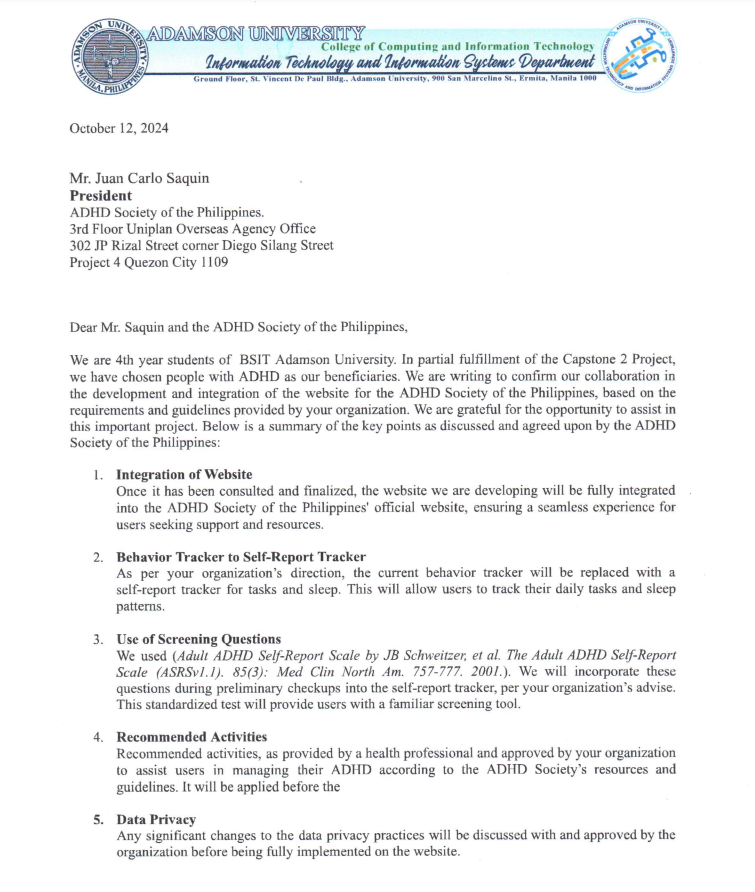 ADAMSON UNIVERSITY
College of Computing and Information Technology
Information Technology and Information Systems Department
Ground Floor, St. Vincent De Paul Bldg., Adamson University, 900 San Marcelino St., Ermita, Manila 1000
ADAMSON UNIVERSITY
MANILA, PHILIPPINES
October 12, 2024
Mr. Juan Carlo Saquin
President
ADHD Society of the Philippines.
3rd Floor Uniplan Overseas Agency Office
302 JP Rizal Street corner Diego Silang Street
Project 4 Quezon City 1109
Dear Mr. Saquin and the ADHD Society of the Philippines,
We are 4th year students of BSIT Adamson University. In partial fulfillment of the Capstone 2 Project,
we have chosen people with ADHD as our beneficiaries. We are writing to confirm our collaboration in
the development and integration of the website for the ADHD Society of the Philippines, based on the
requirements and guidelines provided by your organization. We are grateful for the opportunity to assist in
this important project. Below is a summary of the key points as discussed and agreed upon by the ADHD
Society of the Philippines:
1. Integration of Website
Once it has been consulted and finalized, the website we are developing will be fully integrated
into the ADHD Society of the Philippines' official website, ensuring a seamless experience for
users seeking support and resources.
2. Behavior Tracker to Self-Report Tracker
As per your organization's direction, the current behavior tracker will be replaced with a
self-report tracker for tasks and sleep. This will allow users to track their daily tasks and sleep
patterns.
3. Use of Screening Questions
We used (Adult ADHD Self-Report Scale by JB Schweitzer, et al. The Adult ADHD Self-Report
Scale (ASRSv1.1). 85(3): Med Clin North Am. 757-777. 2001.). We will incorporate these
questions during preliminary checkups into the self-report tracker, per your organization's advise.
This standardized test will provide users with a familiar screening tool.
4. Recommended Activities
Recommended activities, as provided by a health professional and approved by your organization
to assist users in managing their ADHD according to the ADHD Society's resources and
guidelines. It will be applied before the
5. Data Privacy
Any significant changes to the data privacy practices will be discussed with and approved by the
organization before being fully implemented on the website.